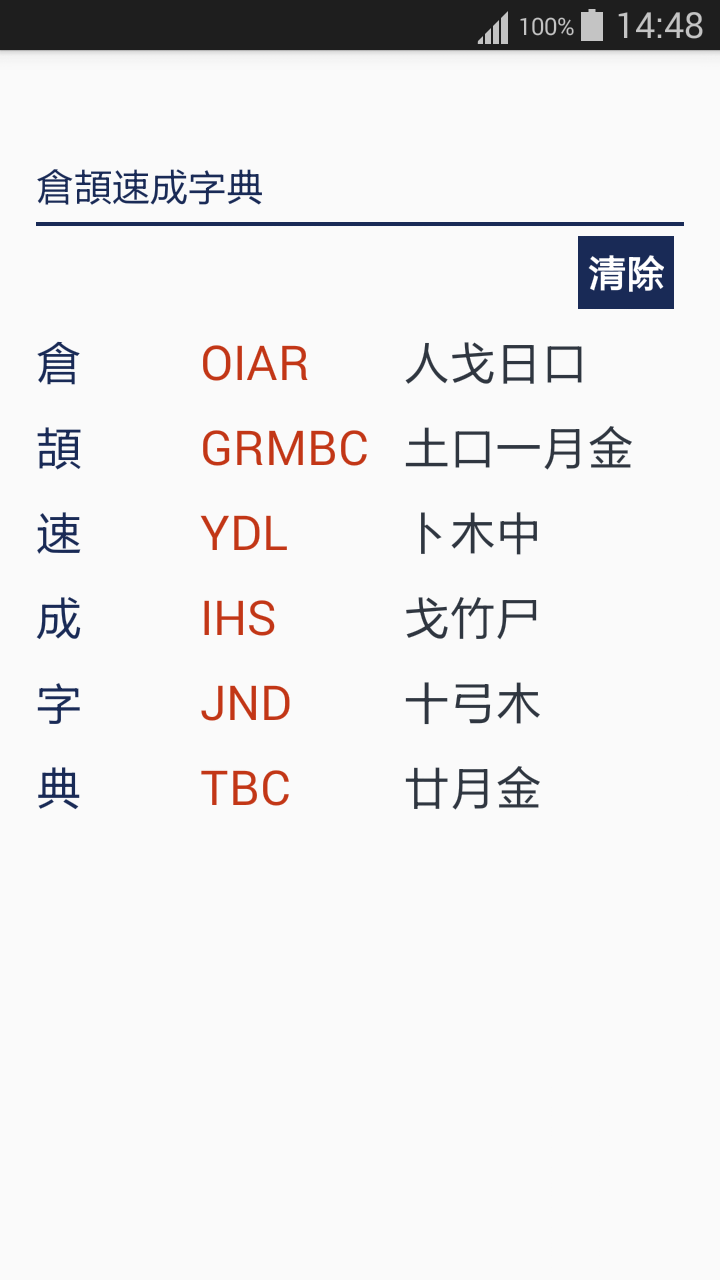 100% 14:48
倉頡速成字典
清除
倉 OIAR 人戈日口
頡 GRMBC 土口一月金
速 YDL 卜木中
成 IHS 戈竹尸
字 JND 十弓木
典 TBC 廿月金